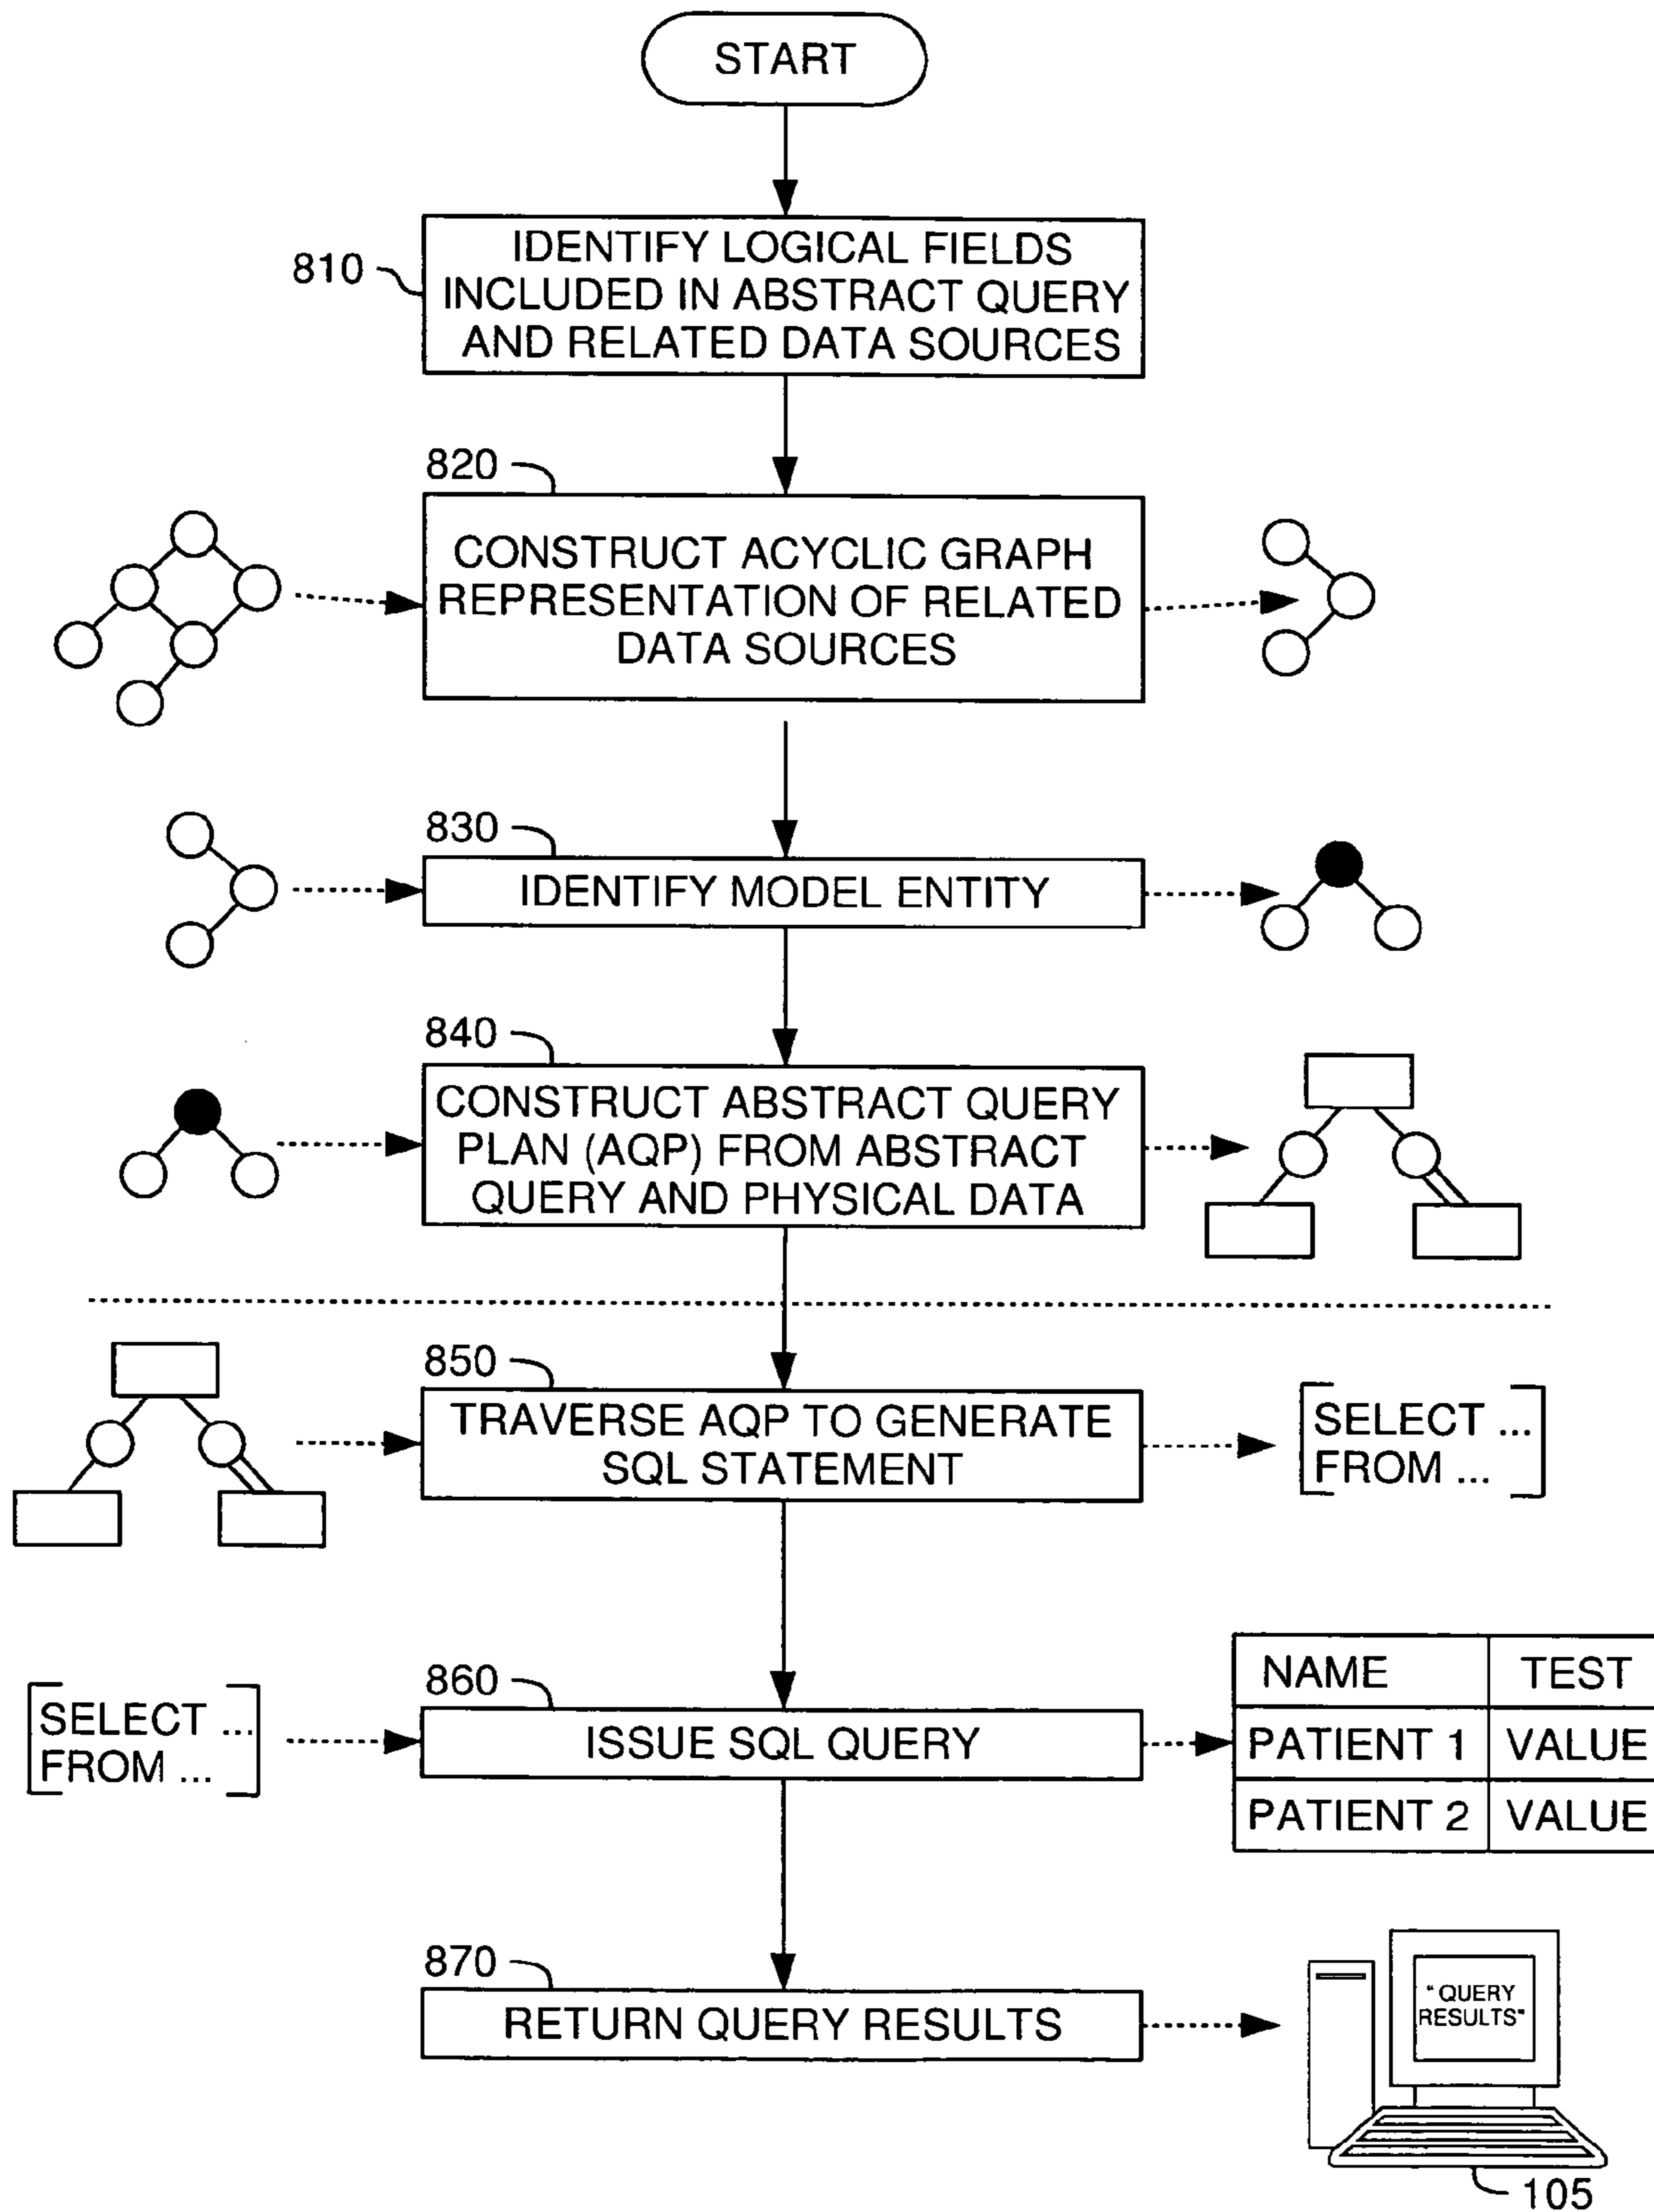 START
810
IDENTIFY LOGICAL FIELDS
INCLUDED IN ABSTRACT QUERY
AND RELATED DATA SOURCES
820
CONSTRUCT ACYCLIC GRAPH
REPRESENTATION OF RELATED
DATA SOURCES
830
IDENTIFY MODEL ENTITY
840
CONSTRUCT ABSTRACT QUERY
PLAN (AQP) FROM ABSTRACT
QUERY AND PHYSICAL DATA
850
TRAVERSE AQP TO GENERATE
SQL STATEMENT
SELECT ...
FROM ...
860
SELECT ...
FROM ...
ISSUE SQL QUERY
NAME TEST
PATIENT 1 VALUE
PATIENT 2 VALUE
870
RETURN QUERY RESULTS
"QUERY
RESULTS"
105